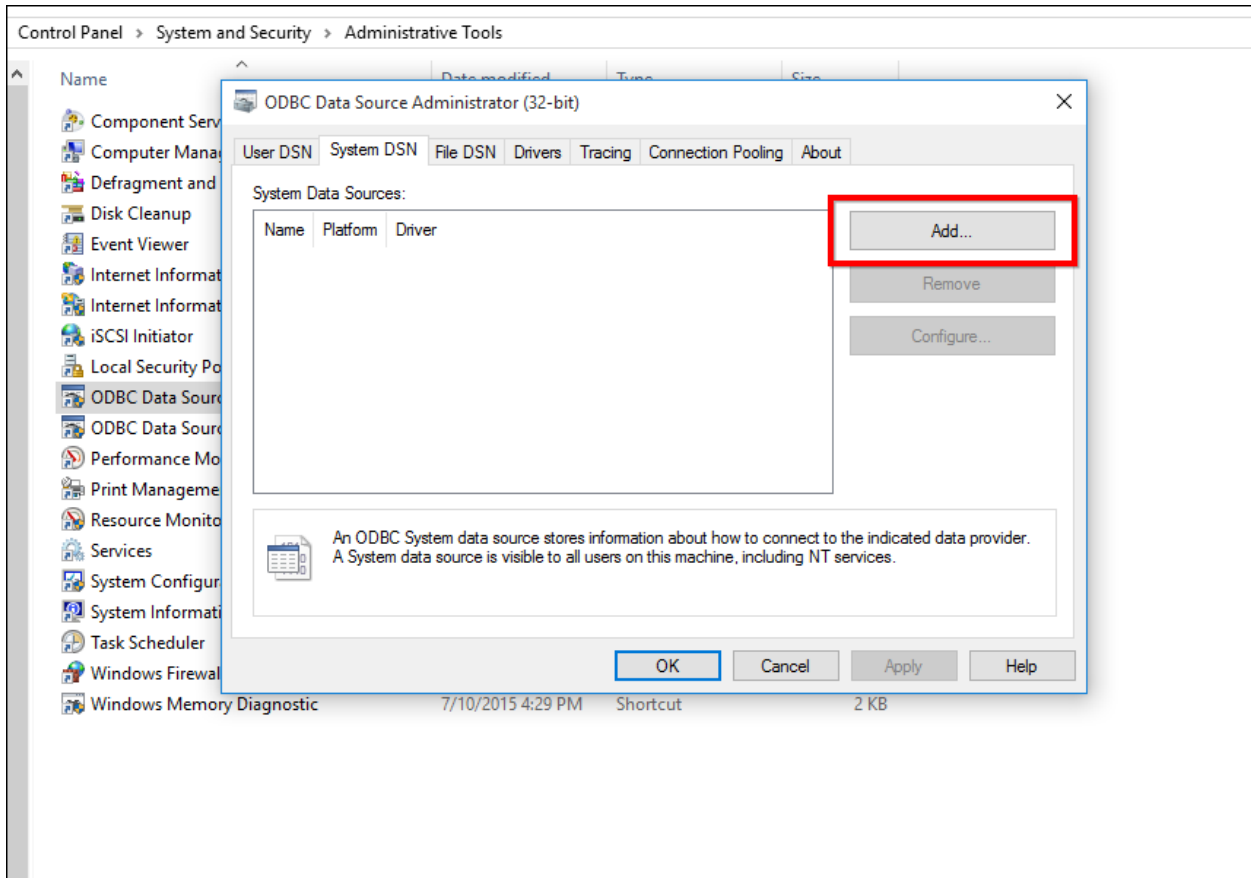 Control Panel > System and Security > Administrative Tools
Name Date modified Type Size
ODBC Data Source Administrator (32-bit)
User DSN System DSN File DSN Drivers Tracing Connection Pooling About
System Data Sources:
Name Platform Driver
Add...
Remove
Configure...
An ODBC System data source stores information about how to connect to the indicated data provider.
A System data source is visible to all users on this machine, including NT services.
OK Cancel Apply Help
Component Serv
Computer Mana
Defragment and
Disk Cleanup
Event Viewer
Internet Informat
Internet Informat
iSCSI Initiator
Local Security Po
ODBC Data Sourc
ODBC Data Sourc
Performance Mo
Print Manageme
Resource Monito
Services
System Configur
System Informati
Task Scheduler
Windows Firewal
Windows Memory Diagnostic 7/10/2015 4:29 PM Shortcut 2 KB